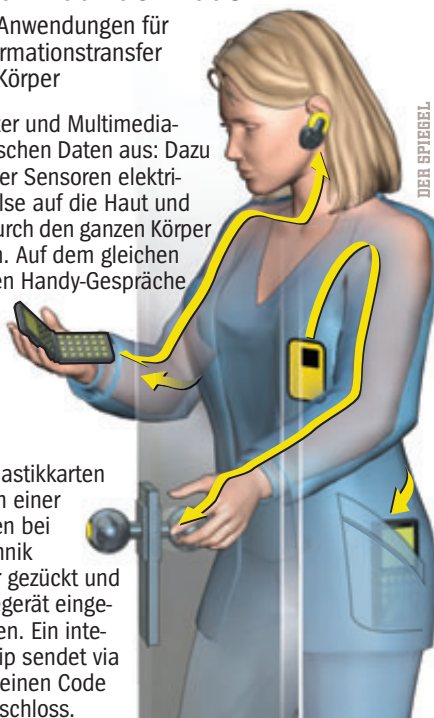 Anwendungen für
rmationstransfer
Körper
er und Multimedia-
schen Daten aus: Dazu
er Sensoren elektri-
lse auf die Haut und
urch den ganzen Körper
n. Auf dem gleichen
en Handy-Gespräche
DER SPIEGEL
astikkarten
n einer
en bei
hnik
r gezückt und
egerät einge-
en. Ein inte-
ip sendet via
einen Code
schloss.